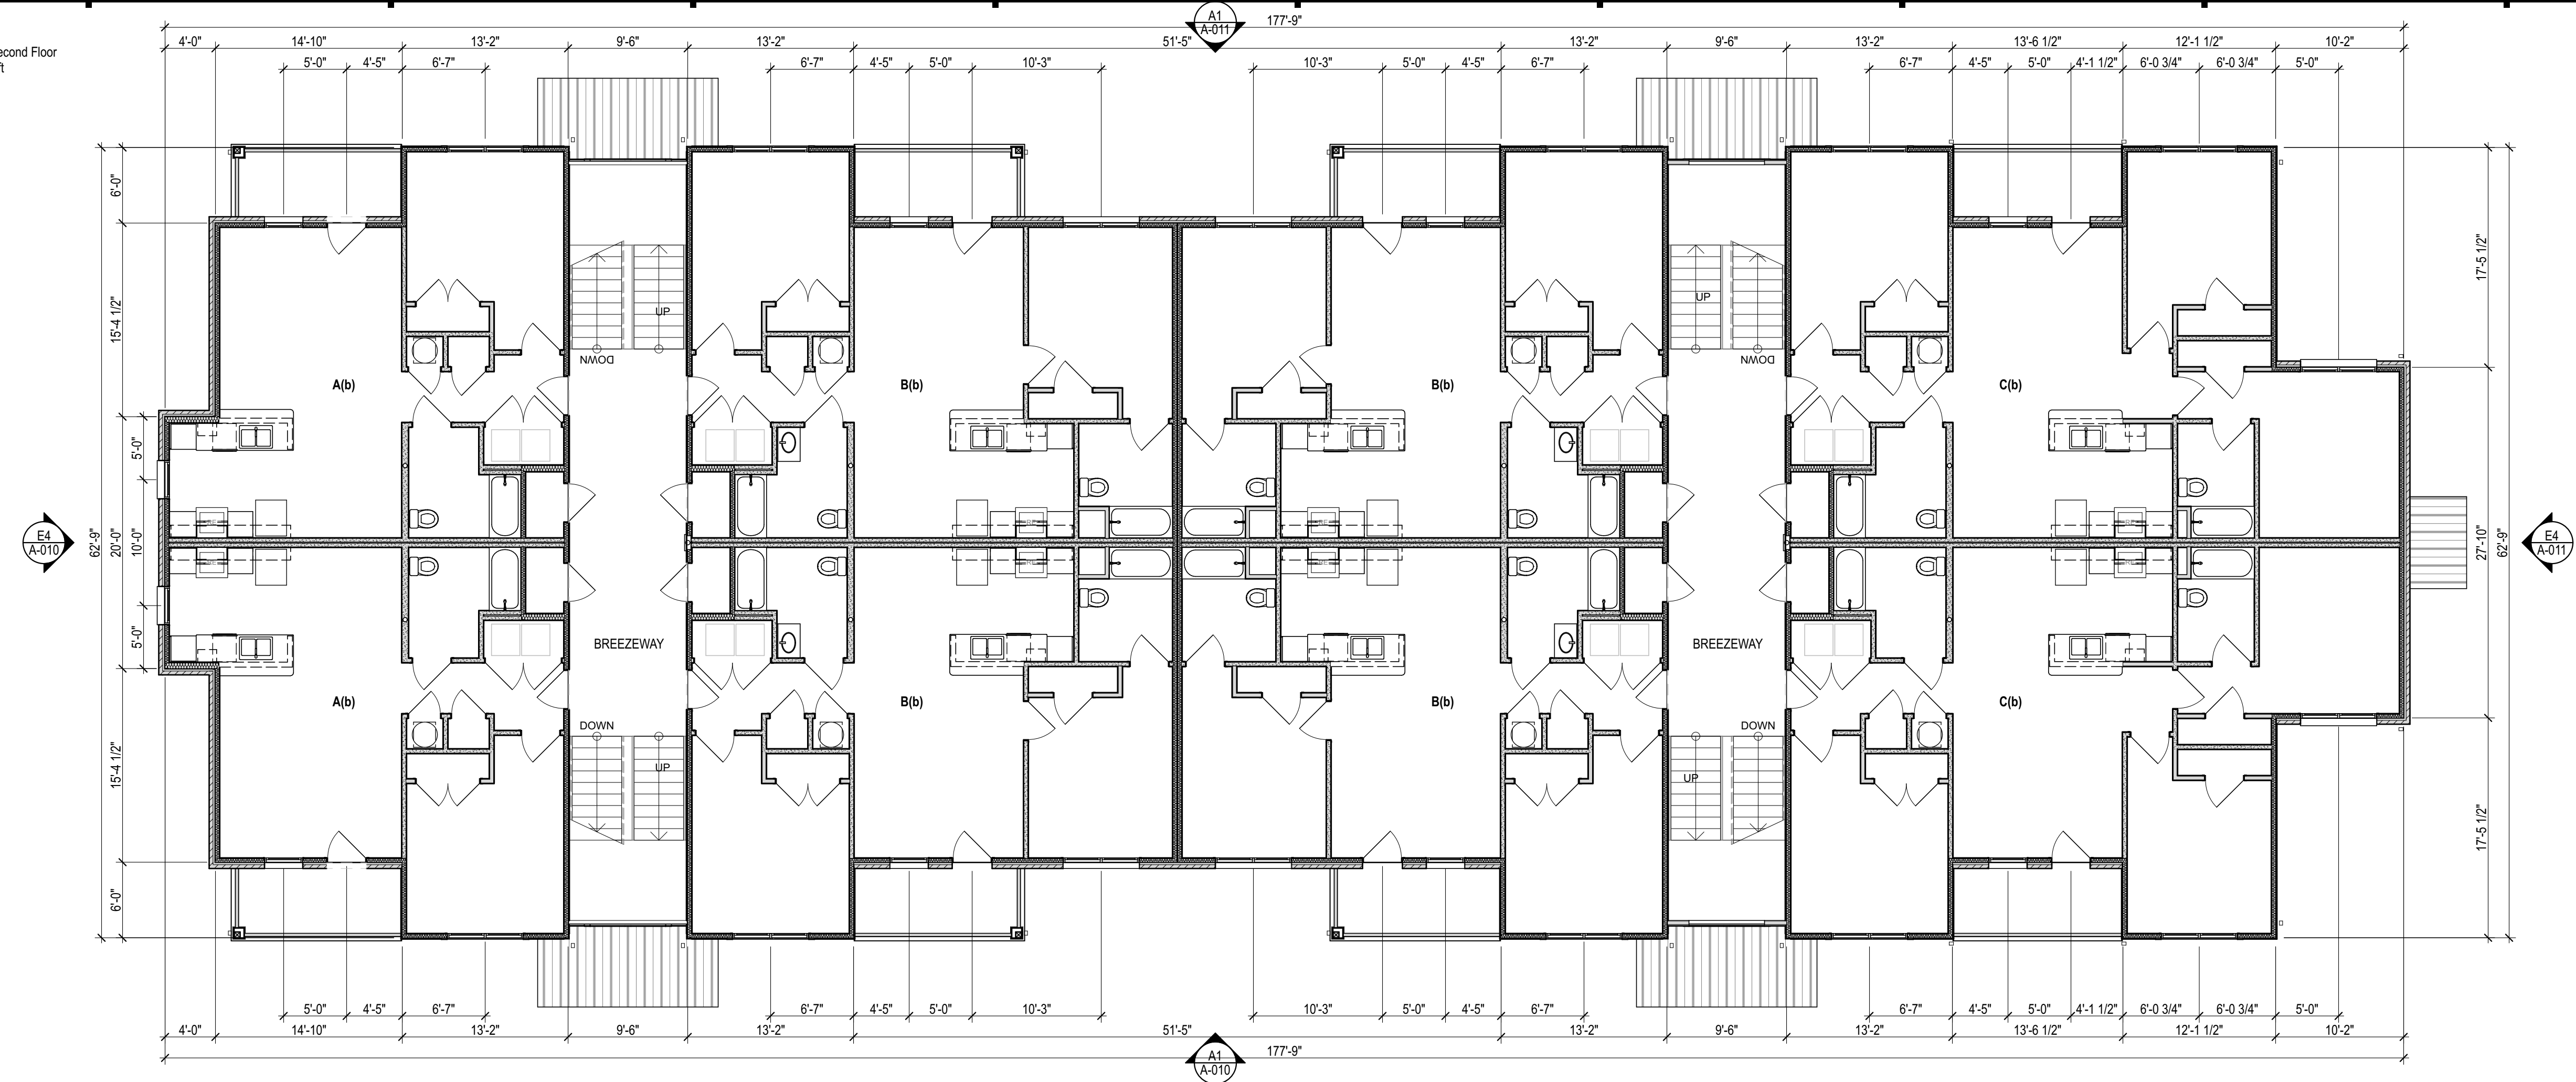 A1
A-011
177'-9"
4'-0" 14'-10" 13'-2" 9'-6" 13'-2" 51'-5" 13'-2" 9'-6" 13'-2" 13'-6 1/2" 12'-1 1/2" 10'-2"
econd Floor
ft
5'-0" 4'-5" 6'-7" 6'-7" 4'-5" 5'-0" 10'-3" 10'-3" 5'-0" 4'-5" 6'-7" 6'-7" 4'-5" 5'-0" 4'-1 1/2" 6'-0 3/4" 6'-0 3/4" 5'-0"
6'-0"
15'-4 1/2"
17'-5 1/2"
UP UP
DOWN DOWN
A(b) B(b) B(b) C(b)
5'-0"
E4
A-010
62'-9"
20'-0"
10'-0"
27'-10"
62'-9"
E4
A-011
5'-0"
BREEZEWAY BREEZEWAY
A(b) B(b) B(b) C(b)
DOWN DOWN
UP UP
15'-4 1/2"
17'-5 1/2"
6'-0"
5'-0" 4'-5" 6'-7" 6'-7" 4'-5" 5'-0" 10'-3" 10'-3" 5'-0" 4'-5" 6'-7" 6'-7" 4'-5" 5'-0" 4'-1 1/2" 6'-0 3/4" 6'-0 3/4" 5'-0"
4'-0" 14'-10" 13'-2" 9'-6" 13'-2" 51'-5" 13'-2" 9'-6" 13'-2" 13'-6 1/2" 12'-1 1/2" 10'-2"
177'-9"
A1
A-010